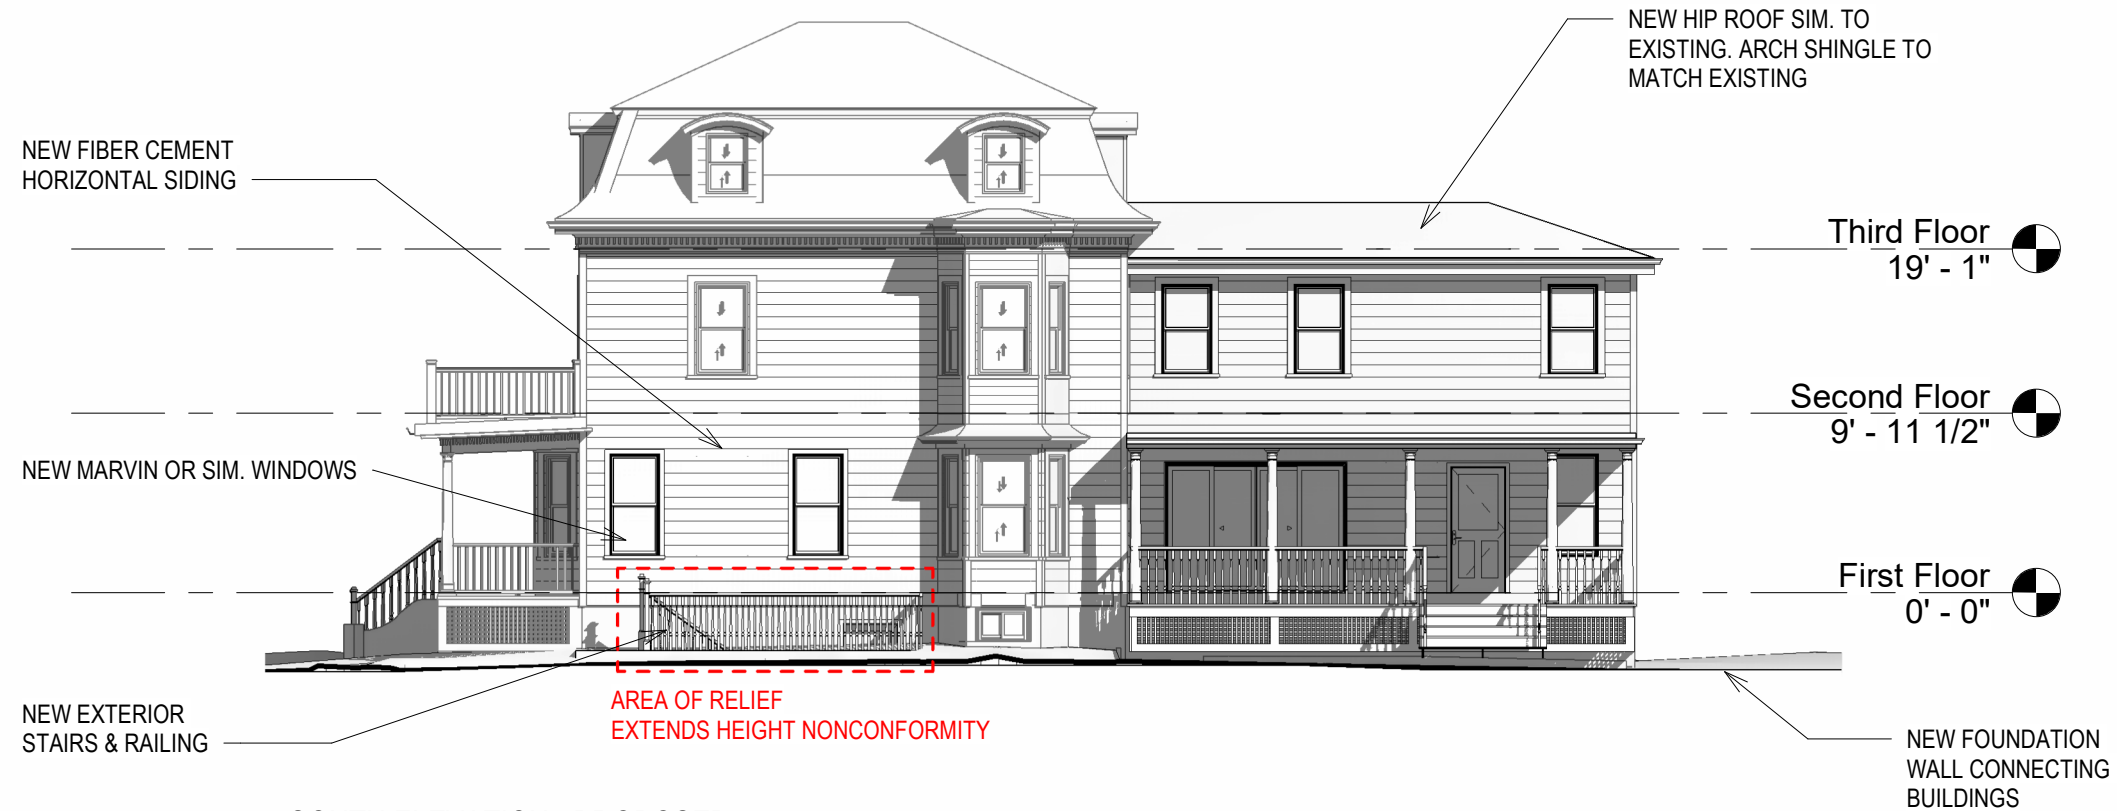 NEW HIP ROOF SIM. TO
EXISTING. ARCH SHINGLE TO
MATCH EXISTING
NEW FIBER CEMENT
HORIZONTAL SIDING
Third Floor
19' - 1"
Second Floor
9' - 11 1/2"
NEW MARVIN OR SIM. WINDOWS
First Floor
0' - 0"
AREA OF RELIEF
EXTENDS HEIGHT NONCONFORMITY
NEW EXTERIOR
STAIRS & RAILING
NEW FOUNDATION
WALL CONNECTING
BUILDINGS